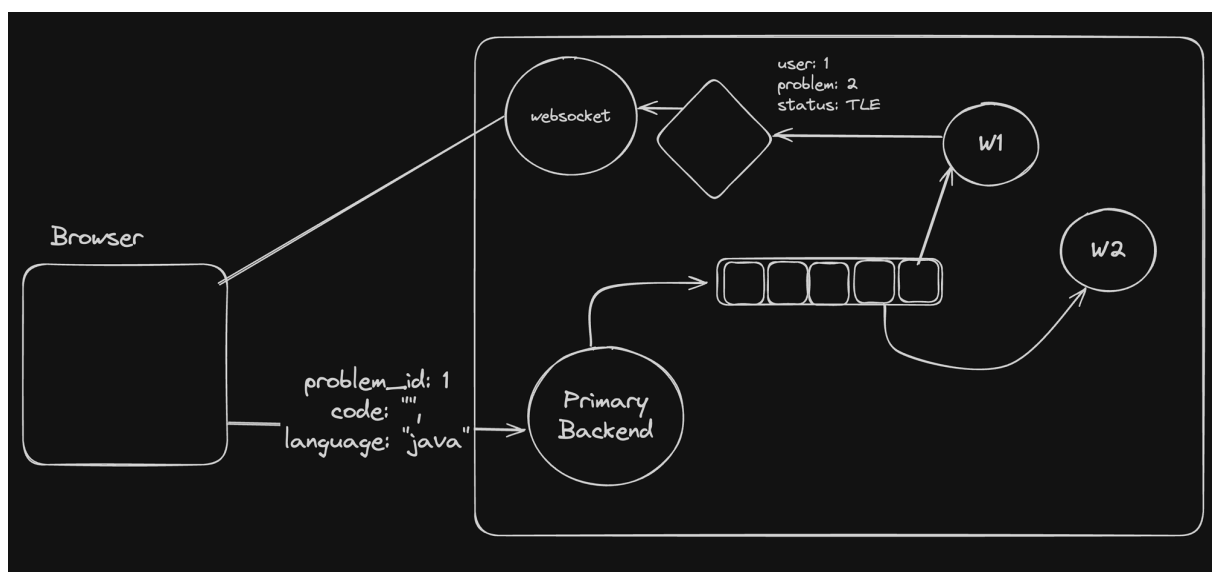 user: 1
problem: 2
status: TLE
websocket
W1
W2
Browser
problem_id: 1
code: "",
language: "java"
Primary
Backend